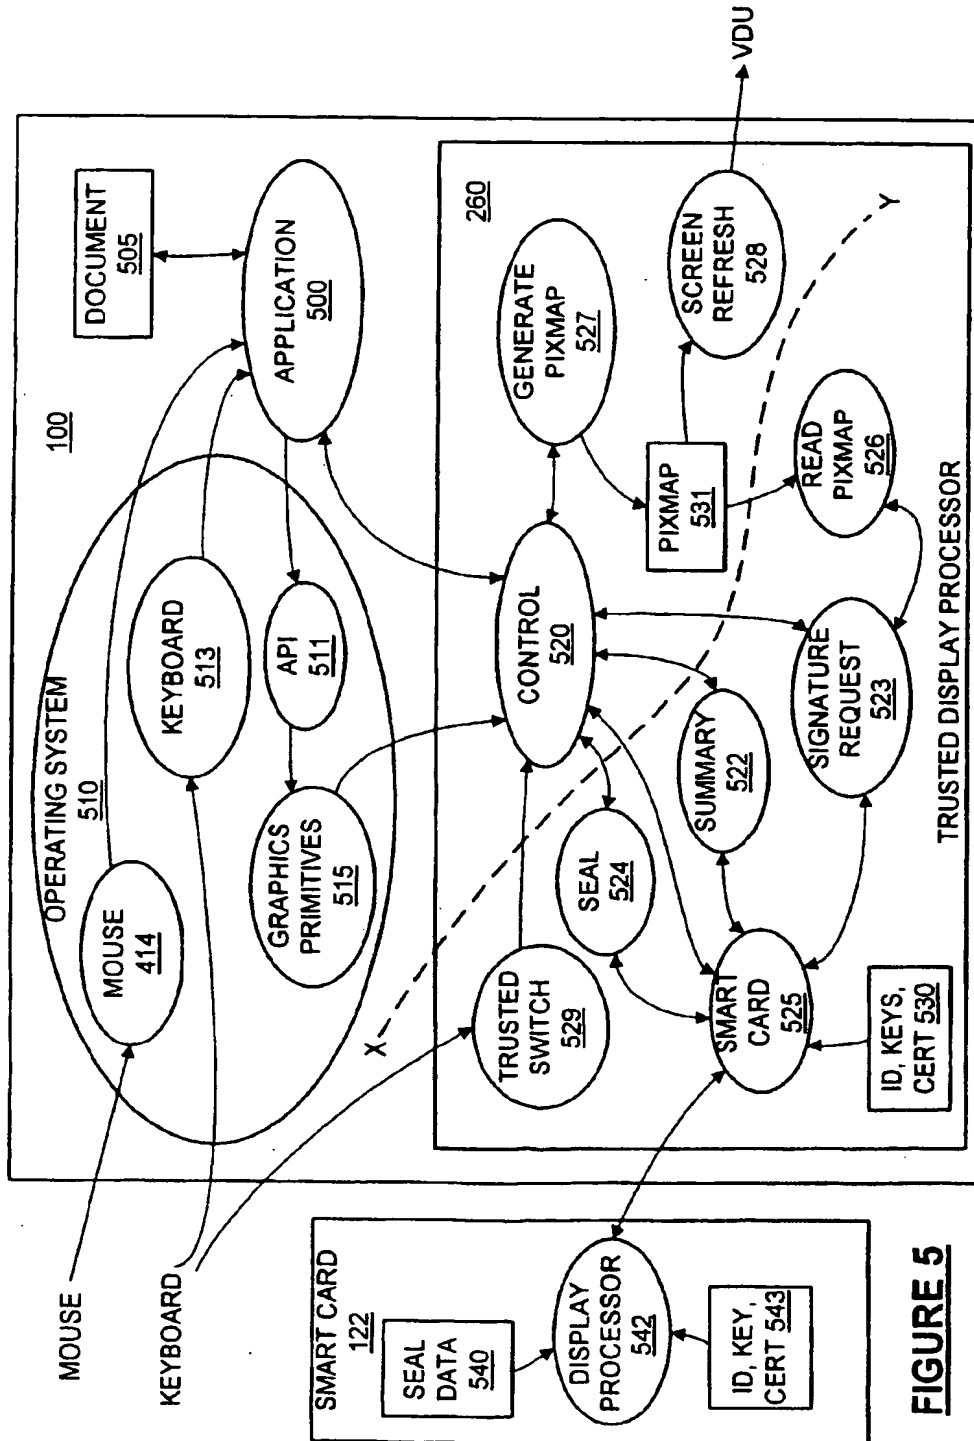 MOUSE
KEYBOARD
100
OPERATING SYSTEM
510
MOUSE
414
KEYBOARD
513
GRAPHICS
PRIMITIVES
515
API
511
DOCUMENT
505
APPLICATION
500
X
Y
260
TRUSTED
SWITCH
529
SEAL
524
CONTROL
520
GENERATE
PIXMAP
527
PIXMAP
531
SCREEN
REFRESH
528
VDU
SUMMARY
522
SIGNATURE
REQUEST
523
READ
PIXMAP
526
SMART
CARD
525
ID, KEYS,
CERT 530
TRUSTED DISPLAY PROCESSOR
SMART CARD
122
SEAL
DATA
540
DISPLAY
PROCESSOR
542
ID, KEY,
CERT 543
FIGURE 5